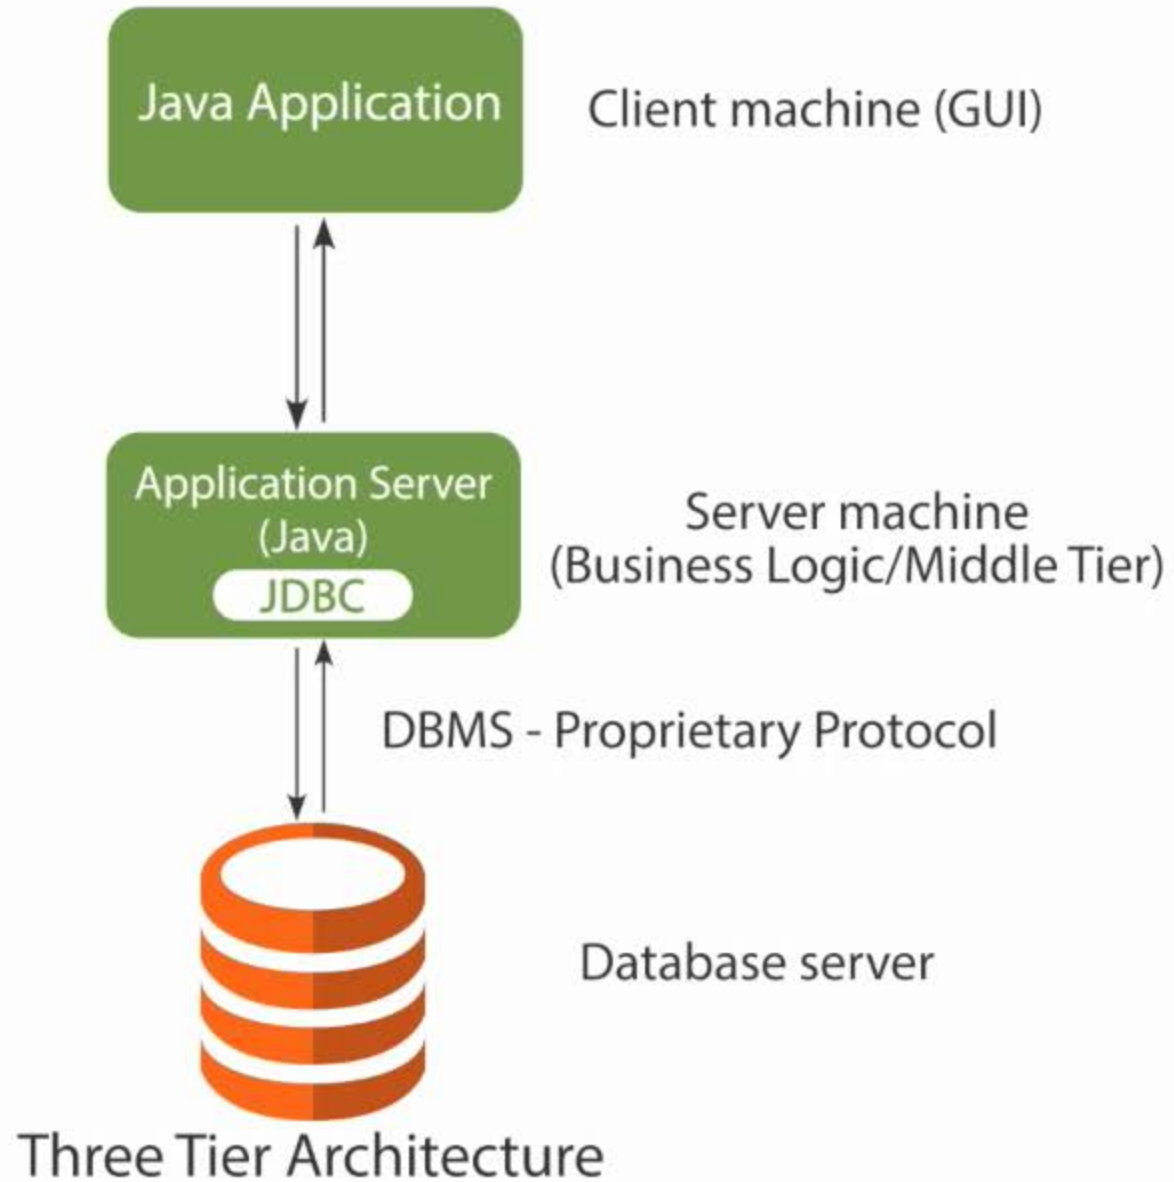 Java Application
Client machine (GUI)
Application Server
(Java)
JDBC
Server machine
(Business Logic/Middle Tier)
DBMS - Proprietary Protocol
Database server
Three Tier Architecture